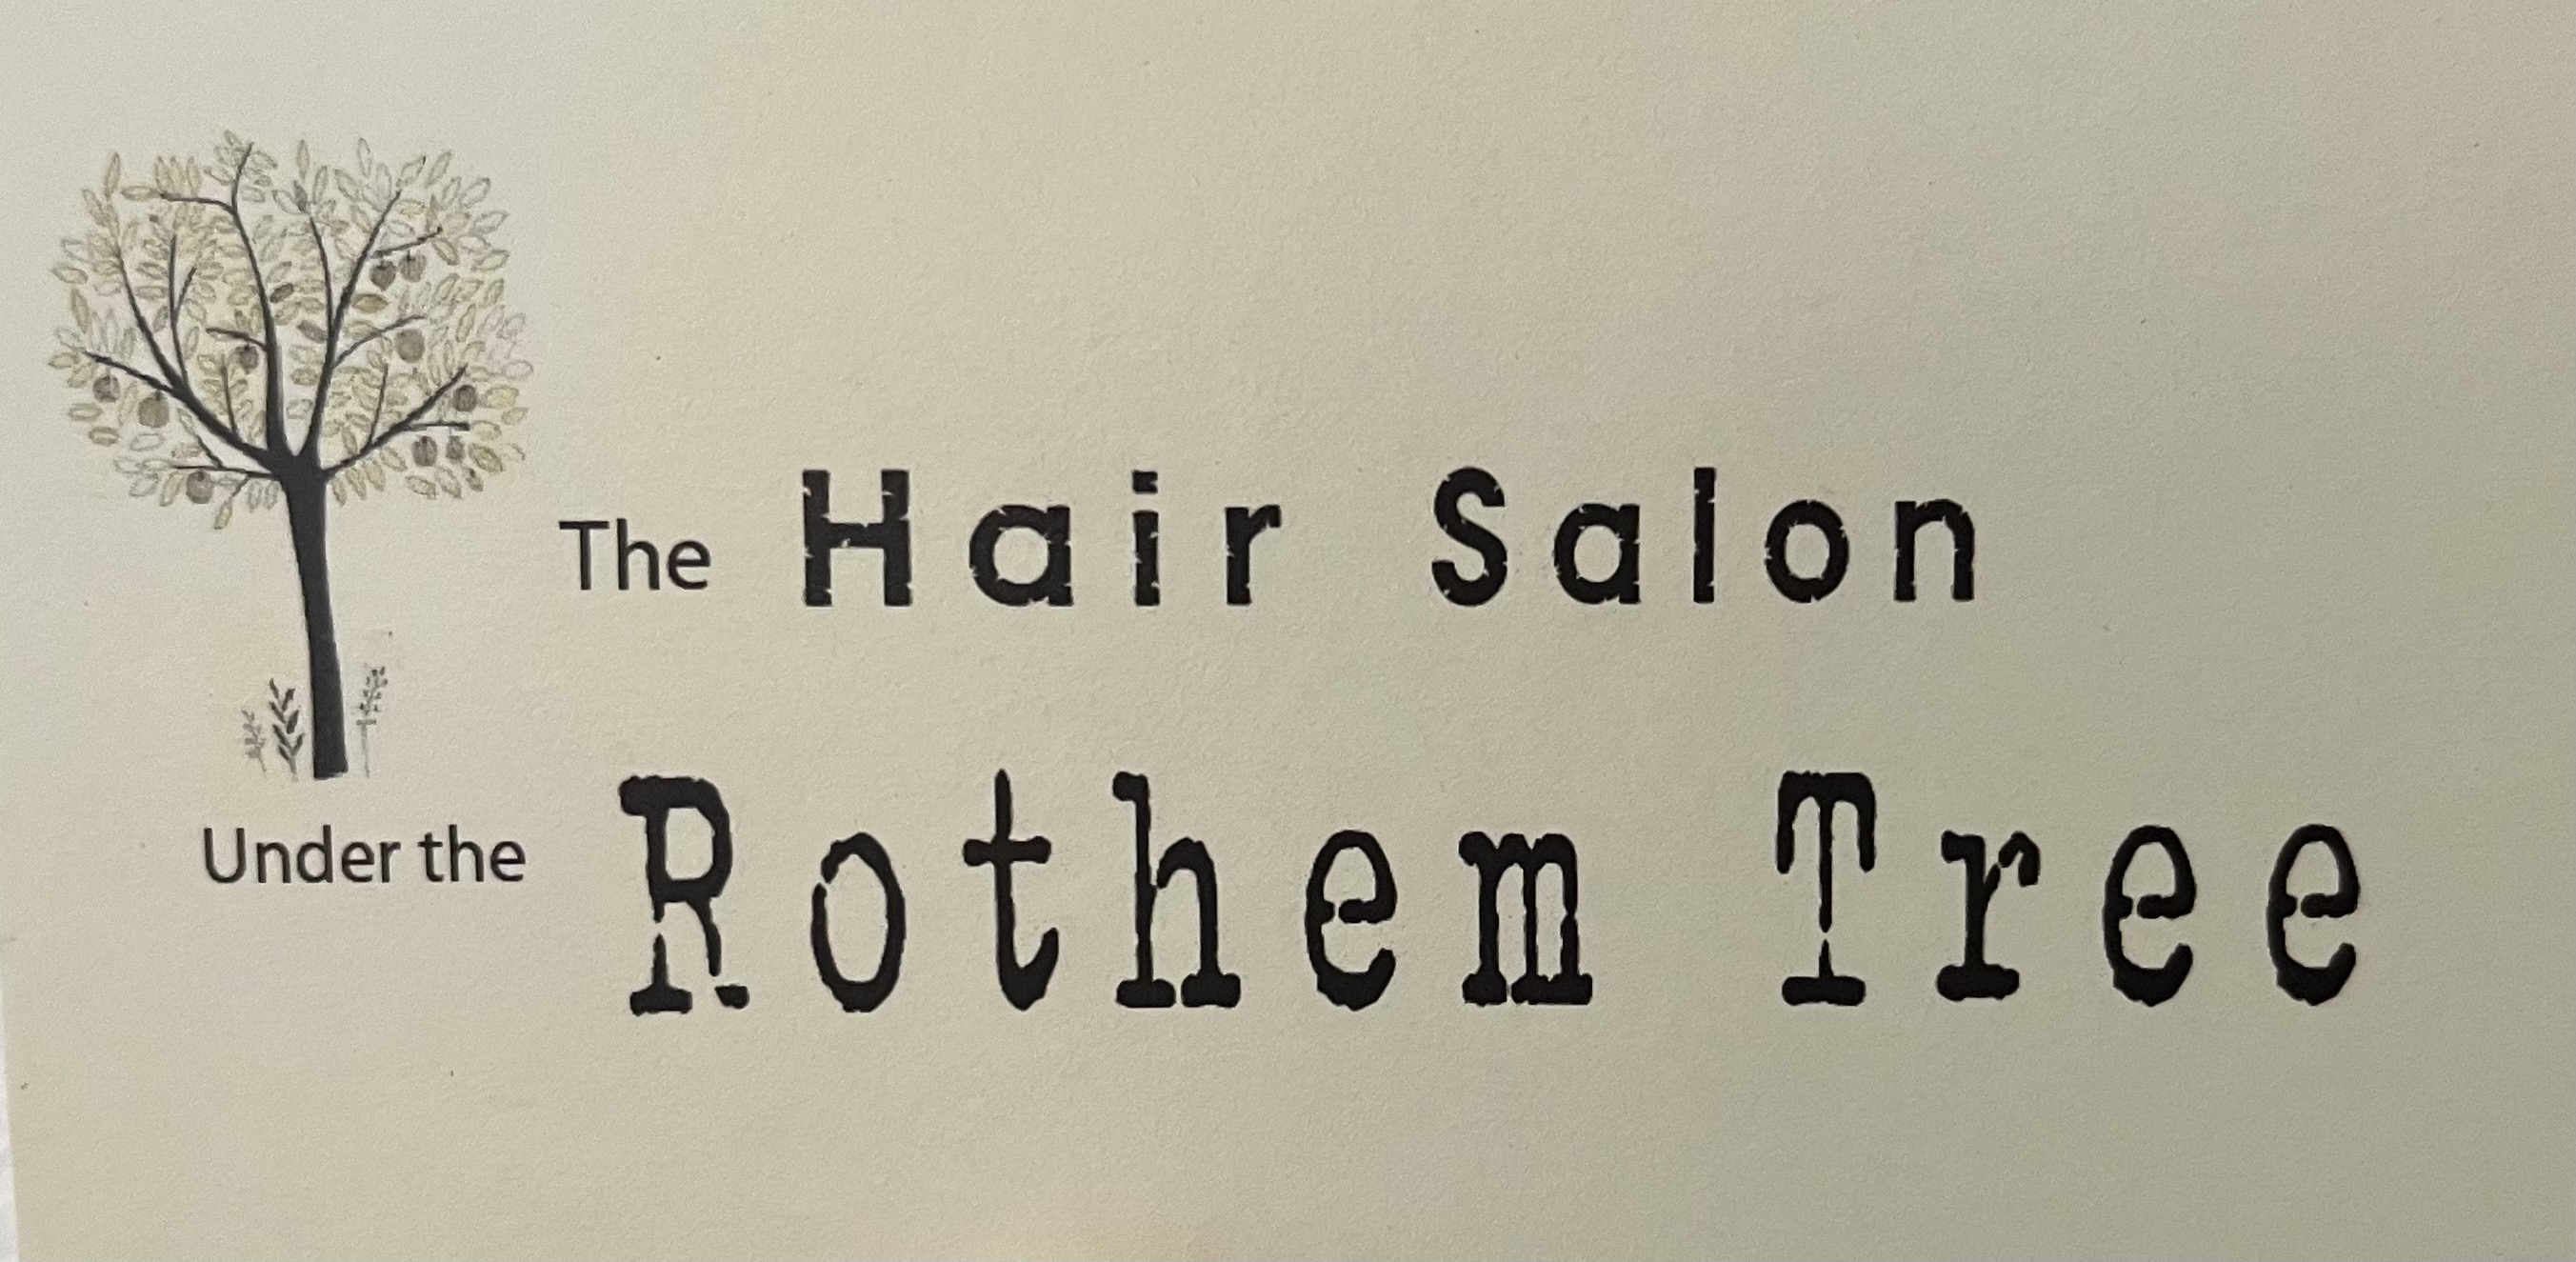 The Hair Salon
Under the Rothem Tree